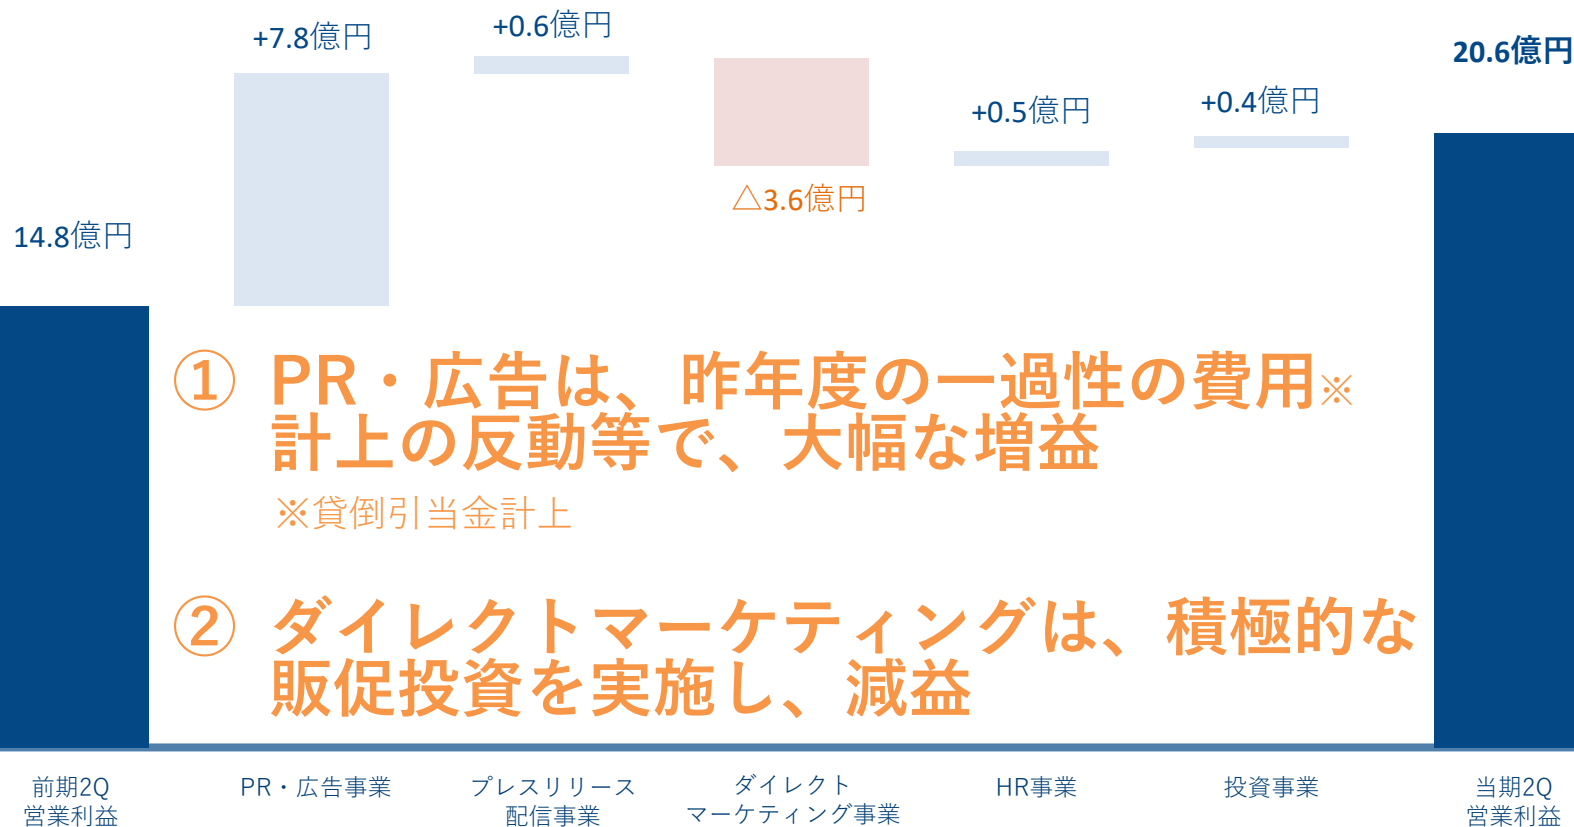 +7.8億円
+0.6億円
20.6億円
+0.5億円
+0.4億円
△3.6億円
14.8億円
① PR・広告は、昨年度の一過性の費用※
計上の反動等で、大幅な増益
※貸倒引当金計上
② ダイレクトマーケティングは、積極的な
販促投資を実施し、減益
前期2Q
営業利益
PR・広告事業
プレスリリース
配信事業
ダイレクト
マーケティング事業
HR事業
投資事業
当期2Q
営業利益